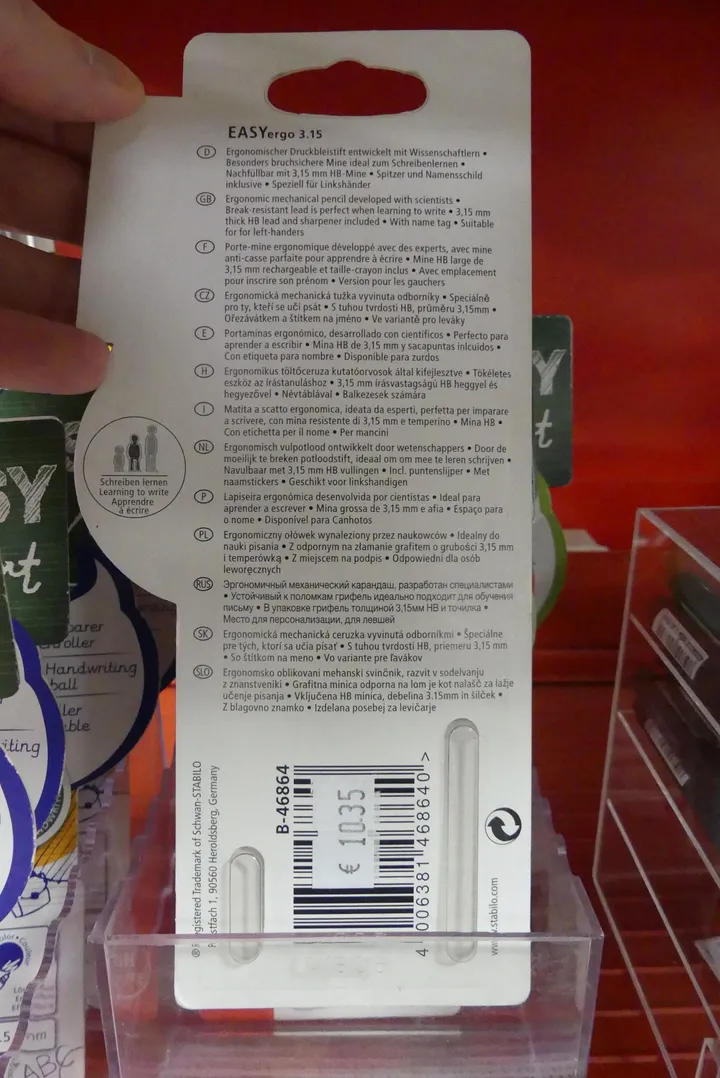 EASYergo 3.15
D Ergonomischer Druckbleistift entwickelt mit Wissenschaftlern •
Besonders bruchsichere Mine ideal zum Schreibenlernen •
Nachfüllbar mit 3,15 mm HB-Mine • Spitzer und Namensschild
inklusive • Speziell für Linkshänder
GB Ergonomic mechanical pencil developed with scientists •
Break-resistant lead is perfect when learning to write • 3,15 mm
thick HB lead and sharpener included • With name tag • Suitable
for for left-handers
F Porte-mine ergonomique développé avec des experts, avec mine
anti-casse parfaite pour apprendre à écrire • Mine HB large de
3,15 mm rechargeable et taille-crayon inclus • Avec emplacement
pour inscrire son prénom • Version pour les gauchers
CZ Ergonomická mechanická tužka vyvinuta odborníky • Speciálně
pro ty, kteří se učí psát • S tuhou tvrdosti HB, průměru 3,15mm •
Ořezávátkem a štítkem na jméno • Ve variantě pro leváky
E Portaminas ergonómico, desarrollado con científicos • Perfecto para
aprender a escribir • Mina HB de 3,15 mm y sacapuntas inlcuidos •
Con etiqueta para nombre • Disponible para zurdos
H Ergonomikus töltőceruza kutatóorvosok által kifejlesztve • Tökéletes
eszköz az írástanuláshoz • 3,15 mm írásvastagságú HB heggyel és
hegyezővel • Névtáblával • Balkezesek számára
I Matita a scatto ergonomica, ideata da esperti, perfetta per imparare
a scrivere, con mina resistente di 3,15 mm e temperino • Mina HB •
Con etichetta per il nome • Per mancini
NL Ergonomisch vulpotlood ontwikkelt door wetenschappers • Door de
moeilijk te breken potloodstift, ideaal om om mee te leren schrijven •
Navulbaar met 3,15 mm HB vullingen • Incl. puntenslijper • Met
naamstickers • Geschikt voor linkshandigen
P Lapiseira ergonómica desenvolvida por cientistas • Ideal para
aprender a escrever • Mina grossa de 3,15 mm e afia • Espaço para
o nome • Disponível para Canhotos
PL Ergonomiczny ołówek wynaleziony przez naukowców • Idealny do
nauki pisania • Z odpornym na złamanie grafitem o grubości 3,15 mm
i temperówką • Z miejscem na podpis • Odpowiedni dla osób
leworęcznych
RUS Эргономичный механический карандаш, разработан специалистами
• Устойчивый к поломкам грифель идеально подходит для обучения
письму • В упаковке грифель толщиной 3,15мм HB и точилка •
Место для персонализации, для левшей
SK Ergonomická mechanická ceruzka vyvinutá odborníkmi • Špeciálne
pre tých, ktorí sa učia písať • S tuhou tvrdosti HB, priemeru 3,15 mm
• So štítkom na meno • Vo variante pre ľavákov
SLO Ergonomsko oblikovani mehanski svinčnik, razvit v sodelvanju
z znanstveniki • Grafitna minica odporna na lom je kot nalašč za lažje
učenje pisanja • Vključena HB minica, debelina 3.15mm in šilček •
Z blagovno znamko • Izdelana posebej za levičarje
Schreiben lernen
Learning to write
Apprendre
à écrire
® Registered Trademark of Schwan-STABILO
Postfach 1, 90560 Heroldsberg, Germany
B-46864
€ 1035
4 006381 468640 >
www.stabilo.com
SY
Handwriting
ball
Y
t
ABC